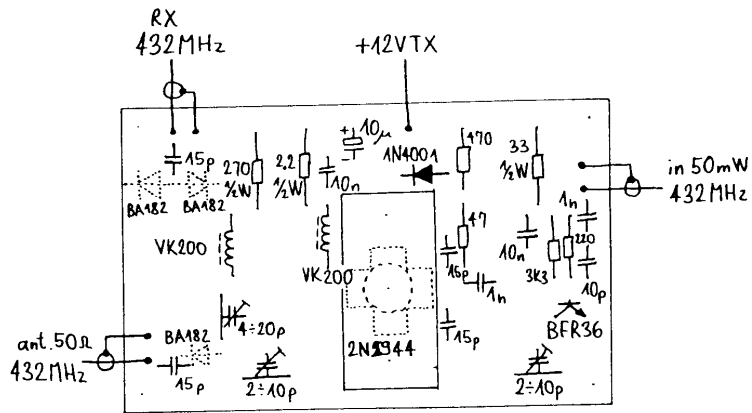 RX
432MHz
+12V TX
10µ
+
-
15p
270
½W
2.2
½W
10n
1N4001
470
33
½W
in 50mW
432MHz
BA182
BA182
VK200
VK200
47
15p
1n
10n
3K3
220
1n
10p
BFR36
ant. 50Ω
432MHz
BA182
4÷20p
15p
2÷10p
15p
2÷10p